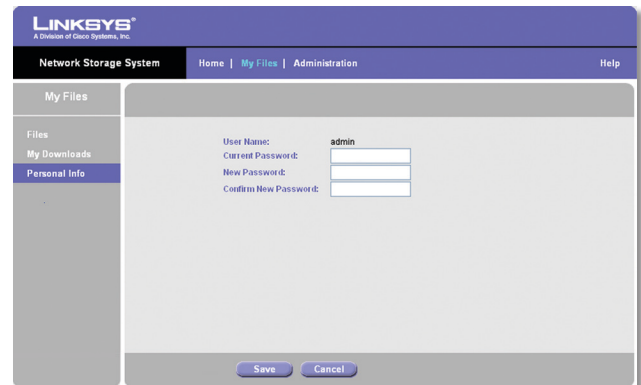 LINKSYS®
A Division of Cisco Systems, Inc.
Network Storage System
Home | My Files | Administration
Help
My Files
Files
My Downloads
Personal Info
User Name: admin
Current Password:
New Password:
Confirm New Password:
Save Cancel